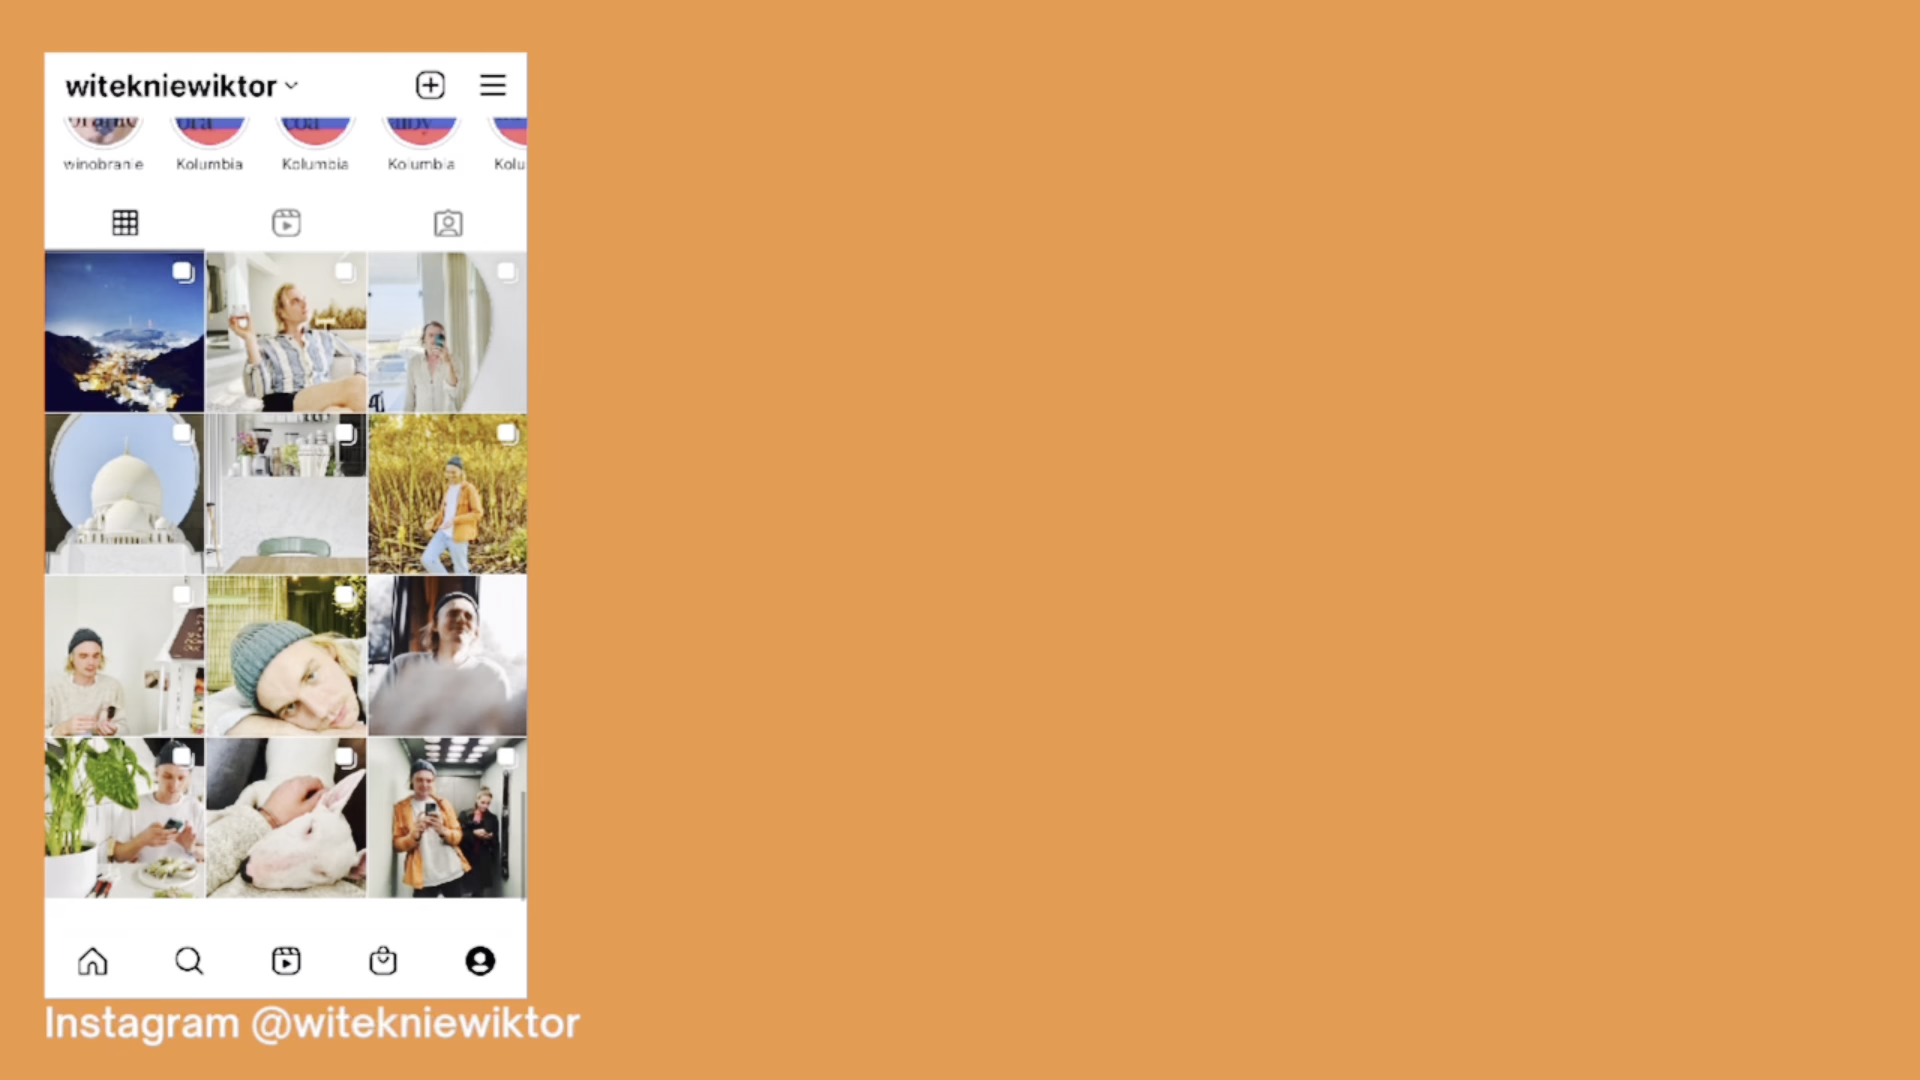 witekniewiktor
winobranie Kolumbia Kolumbia Kolumbia Kolu
Instagram @witekniewiktor